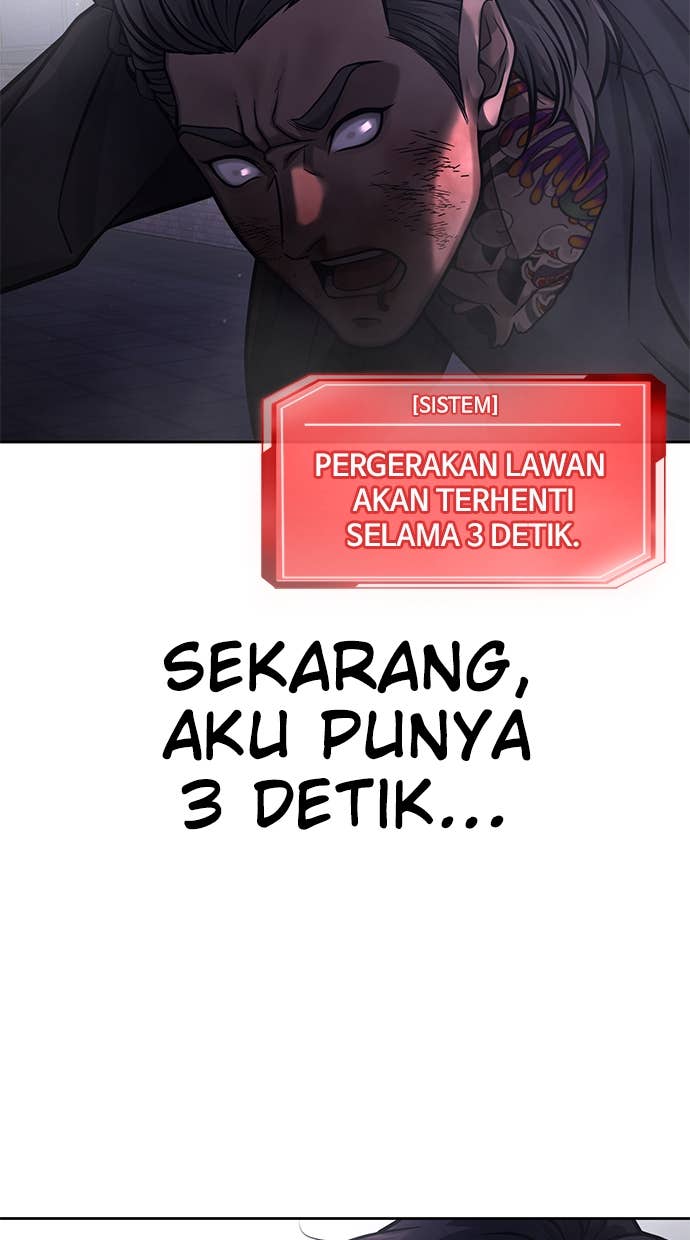 [SISTEM]
PERGERAKAN LAWAN
AKAN TERHENTI
SELAMA 3 DETIK.
SEKARANG,
AKU PUNYA
3 DETIK...